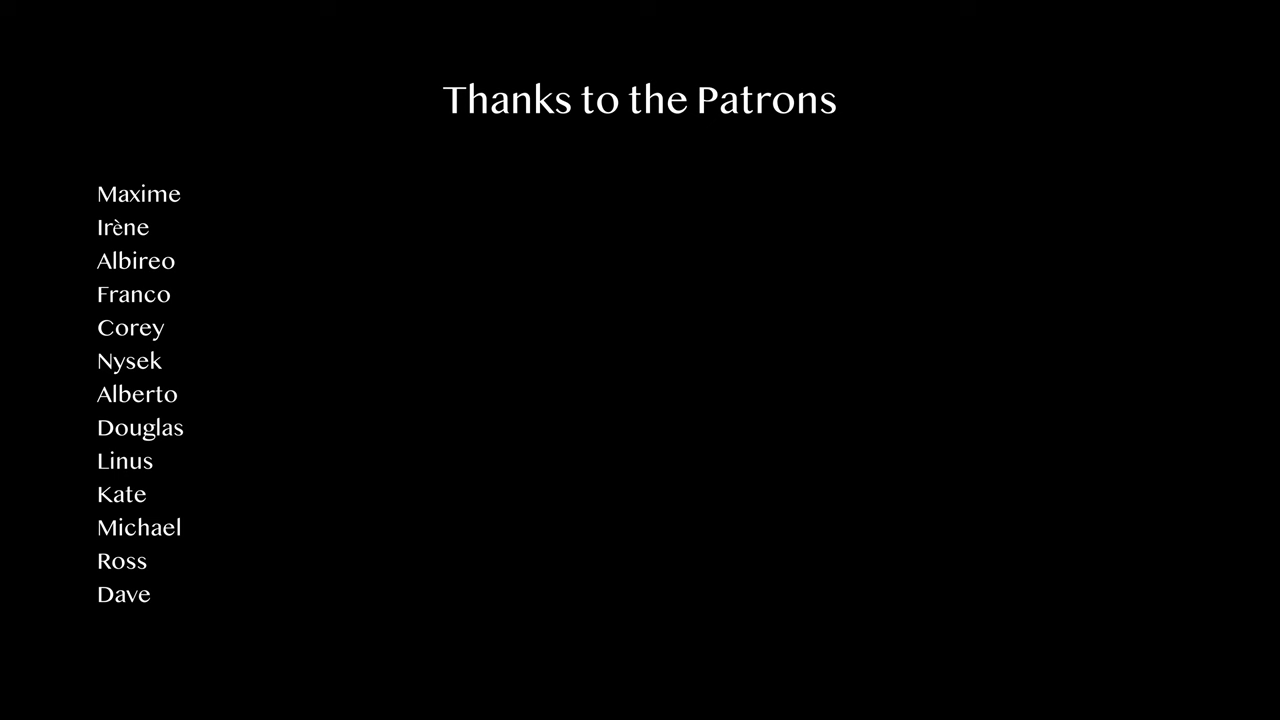 Thanks to the Patrons
Maxime
Irène
Albireo
Franco
Corey
Nysek
Alberto
Douglas
Linus
Kate
Michael
Ross
Dave